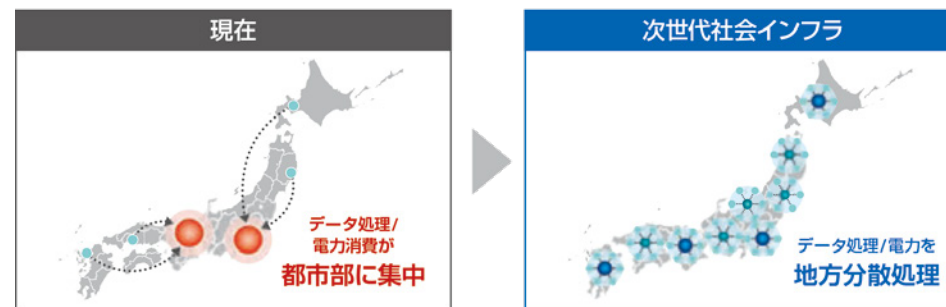 現在
データ処理/
電力消費が
都市部に集中
次世代社会インフラ
データ処理/電力を
地方分散処理